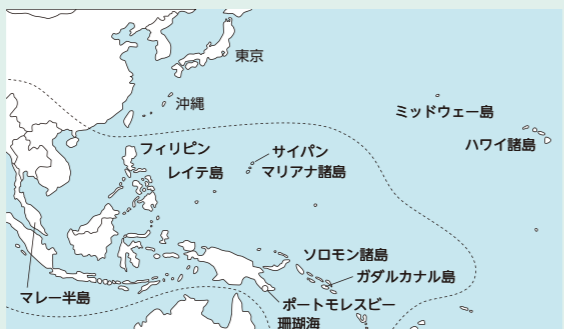 東京
沖縄
ミッドウェー島
ハワイ諸島
フィリピン
サイパン
レイテ島
マリアナ諸島
ソロモン諸島
ガダルカナル島
マレー半島
ポートモレスビー
珊瑚海